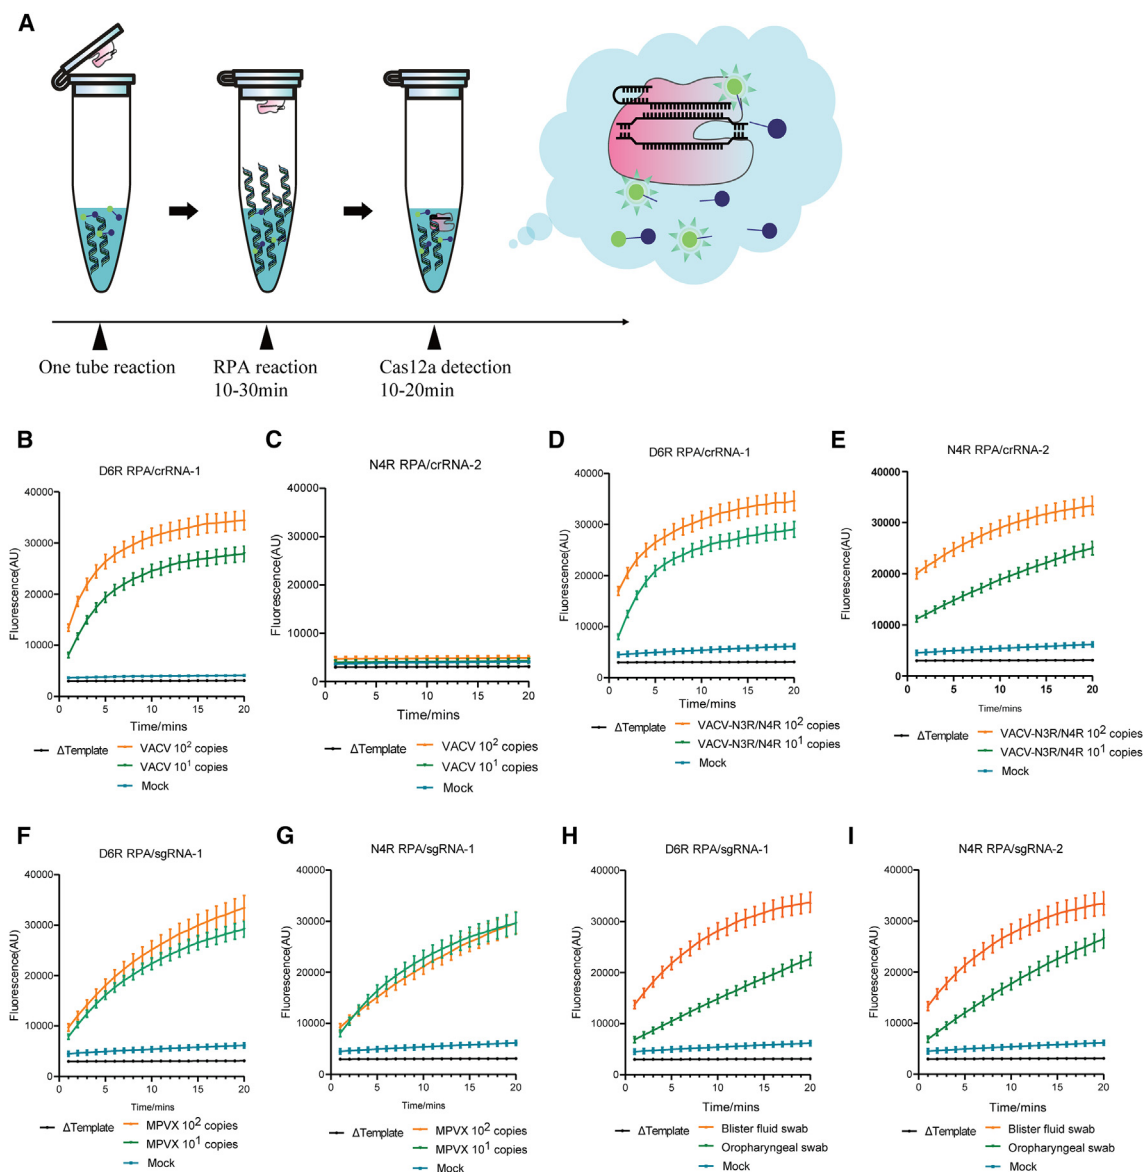 A
One tube reaction
RPA reaction
10-30min
Cas12a detection
10-20min
B
D6R RPA/crRNA-1
Fluorescence(AU)
40000
30000
20000
10000
0
0 5 10 15 20
Time/mins
ΔTemplate
VACV 10² copies
VACV 10¹ copies
Mock
C
N4R RPA/crRNA-2
Fluorescence(AU)
40000
30000
20000
10000
0
0 5 10 15 20
Time/mins
ΔTemplate
VACV 10² copies
VACV 10¹ copies
Mock
D
D6R RPA/crRNA-1
Fluorescence(AU)
40000
30000
20000
10000
0
0 5 10 15 20
Time/mins
ΔTemplate
VACV-N3R/N4R 10² copies
VACV-N3R/N4R 10¹ copies
Mock
E
N4R RPA/crRNA-2
Fluorescence(AU)
40000
30000
20000
10000
0
0 5 10 15 20
Time/mins
ΔTemplate
VACV-N3R/N4R 10² copies
VACV-N3R/N4R 10¹ copies
Mock
F
D6R RPA/sgRNA-1
Fluorescence(AU)
40000
30000
20000
10000
0
0 5 10 15 20
Time/mins
ΔTemplate
MPVX 10² copies
MPVX 10¹ copies
Mock
G
N4R RPA/sgRNA-1
Fluorescence(AU)
40000
30000
20000
10000
0
0 5 10 15 20
Time/mins
ΔTemplate
MPVX 10² copies
MPVX 10¹ copies
Mock
H
D6R RPA/sgRNA-1
Fluorescence(AU)
40000
30000
20000
10000
0
0 5 10 15 20
Time/mins
ΔTemplate
Blister fluid swab
Oropharyngeal swab
Mock
I
N4R RPA/sgRNA-2
Fluorescence(AU)
40000
30000
20000
10000
0
0 5 10 15 20
Time/mins
ΔTemplate
Blister fluid swab
Oropharyngeal swab
Mock